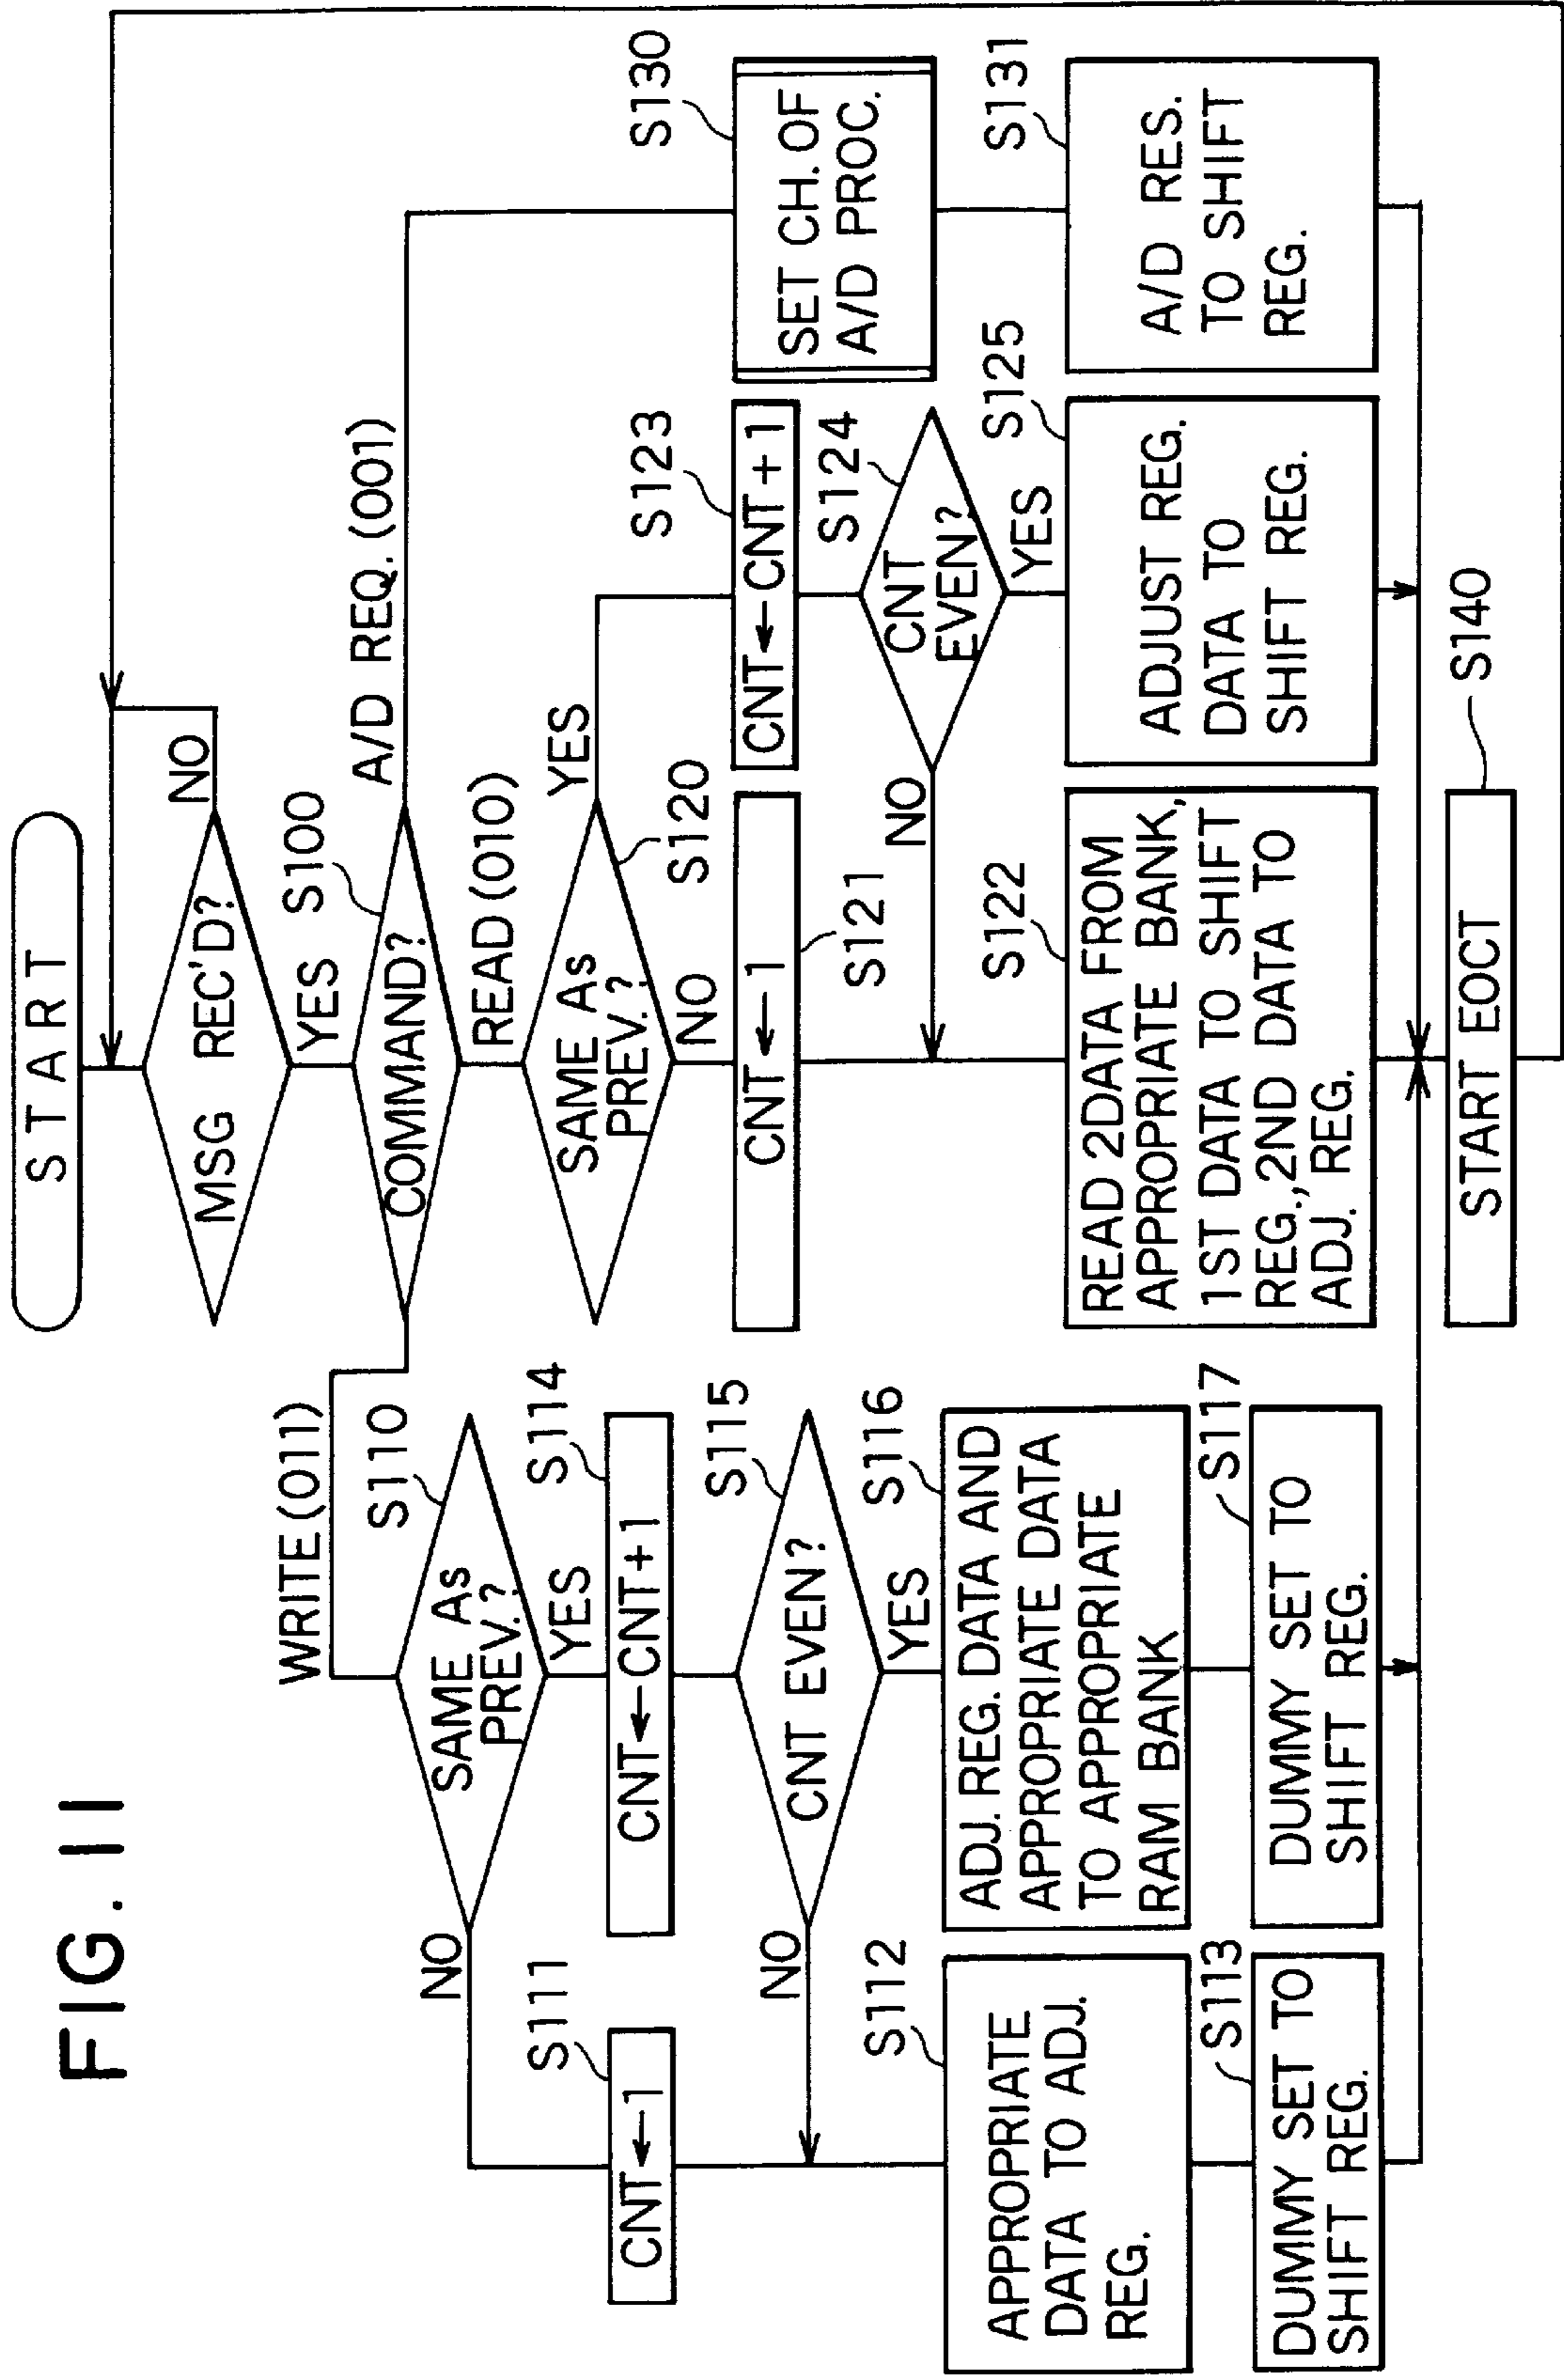 FIG. 11
START
MSG REC'D?
NO
YES
S100
COMMAND?
WRITE (011)
READ (010)
A/D REQ. (001)
S110
SAME As
PREV.?
NO
YES
S111
CNT←1
S114
CNT←CNT+1
S115
CNT EVEN?
NO
YES
S112
APPROPRIATE
DATA TO ADJ.
REG.
S113
DUMMY SET TO
SHIFT REG.
S116
ADJ. REG. DATA AND
APPROPRIATE DATA
TO APPROPRIATE
RAM BANK
S117
DUMMY SET TO
SHIFT REG.
S120
SAME As
PREV.?
YES
NO
S121
CNT←1
S122
READ 2DATA FROM
APPROPRIATE BANK,
1ST DATA TO SHIFT
REG.,2ND DATA TO
ADJ. REG.
S123
CNT←CNT+1
S124
CNT
EVEN?
NO
YES
S125
ADJUST REG.
DATA TO
SHIFT REG.
S130
SET CH. OF
A/D PROC.
S131
A/D RES.
TO SHIFT
REG.
START EOCT
S140